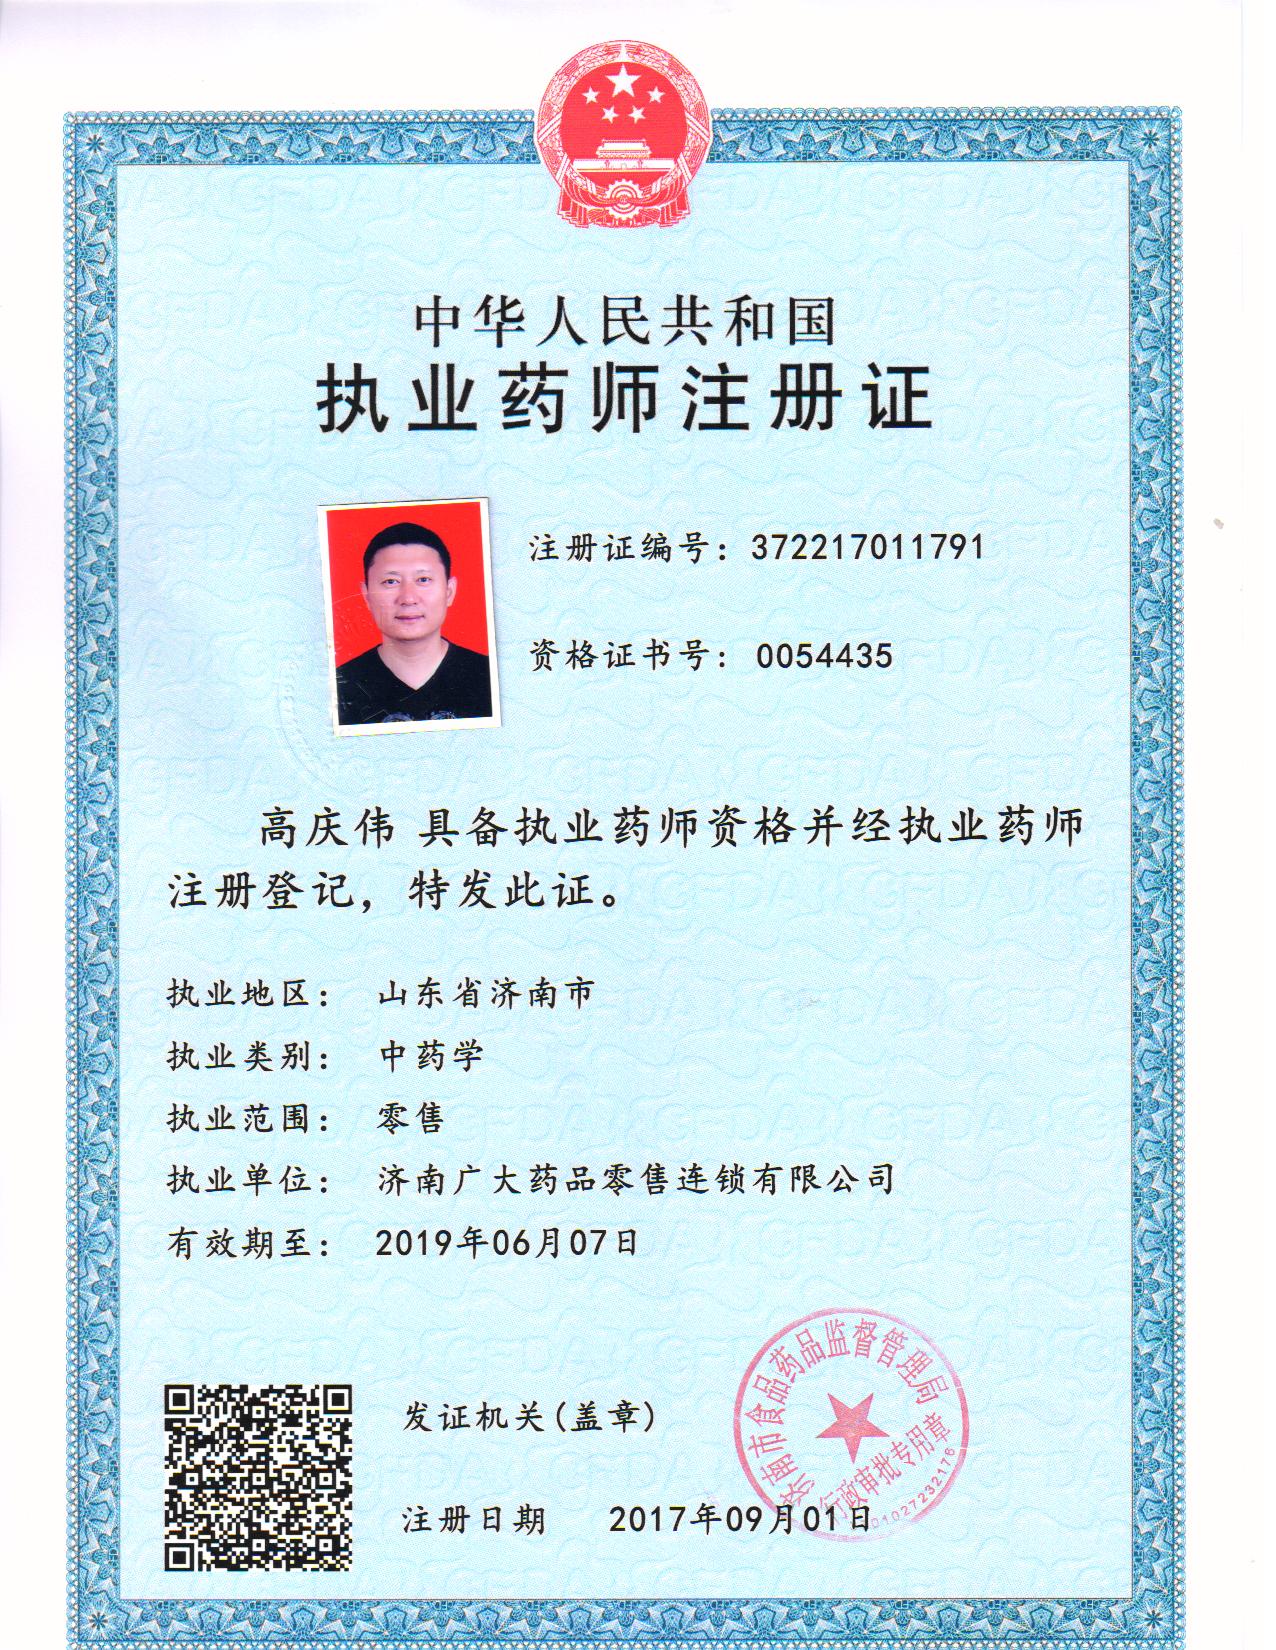 中华人民共和国
执业药师注册证
注册证编号：372217011791
资格证书号：0054435
高庆伟 具备执业药师资格并经执业药师
注册登记，特发此证。
执业地区： 山东省济南市
执业类别： 中药学
执业范围： 零售
执业单位： 济南广大药品零售连锁有限公司
有效期至： 2019年06月07日
发证机关(盖章)
注册日期 2017年09月01日
济南市食品药品监督管理局
行政审批专用章